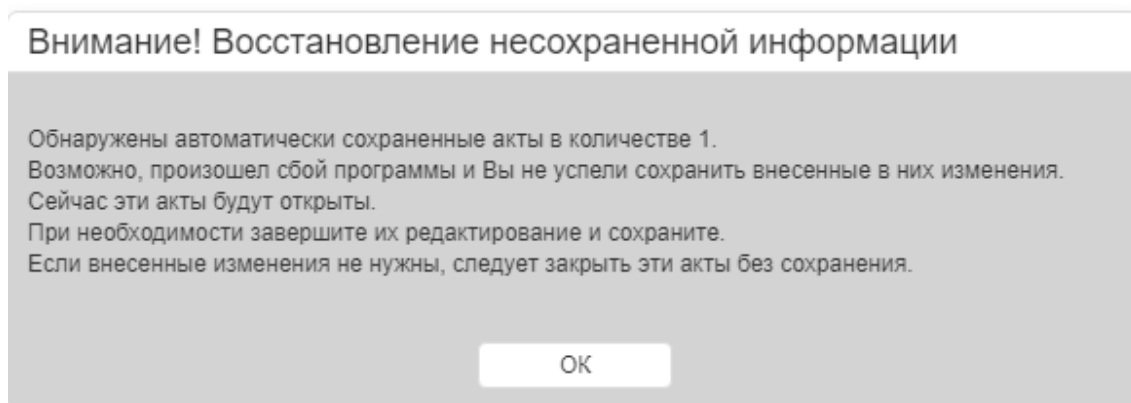 Внимание! Восстановление несохраненной информации
Обнаружены автоматически сохраненные акты в количестве 1.
Возможно, произошел сбой программы и Вы не успели сохранить внесенные в них изменения.
Сейчас эти акты будут открыты.
При необходимости завершите их редактирование и сохраните.
Если внесенные изменения не нужны, следует закрыть эти акты без сохранения.
ОК